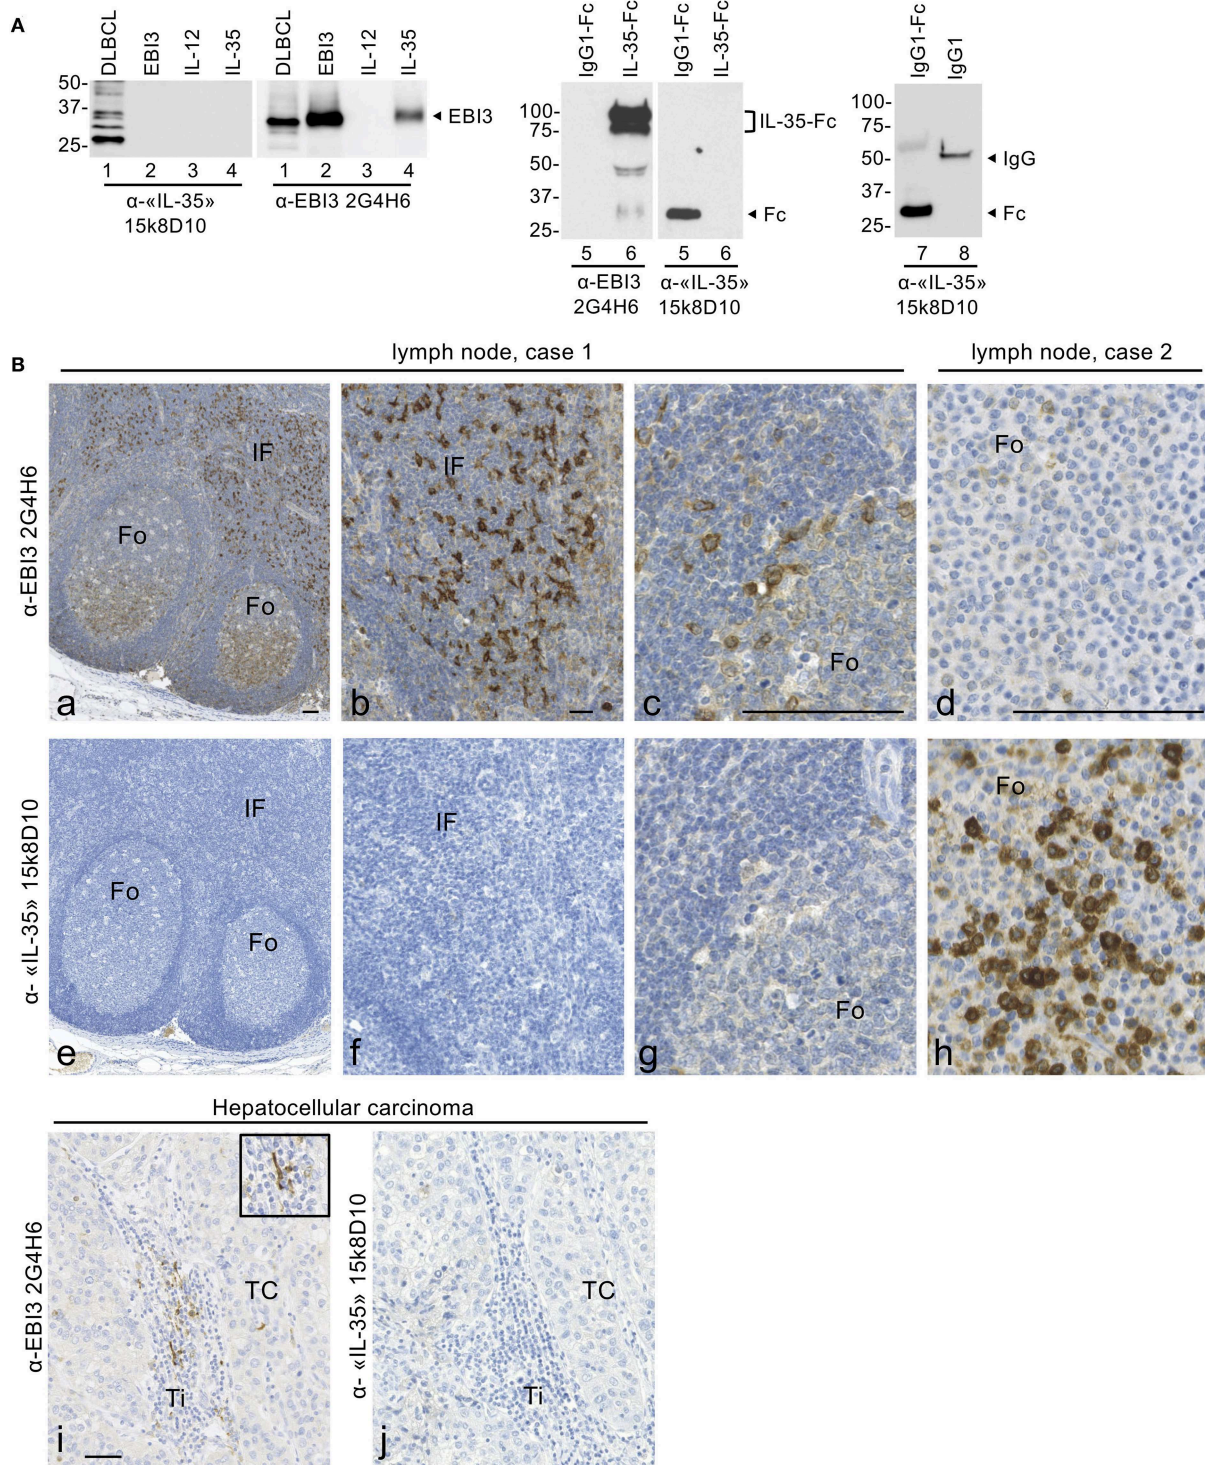 A
DLBCL EBI3 IL-12 IL-35 DLBCL EBI3 IL-12 IL-35
50-
37-
25-
EBI3
1 2 3 4 1 2 3 4
α-«IL-35» α-EBI3 2G4H6
15k8D10
IgG1-Fc IL-35-Fc IgG1-Fc IL-35-Fc
100-
75-
50-
37-
25-
IL-35-Fc
Fc
5 6 5 6
α-EBI3 α-«IL-35»
2G4H6 15k8D10
IgG1-Fc IgG1
100-
75-
50-
37-
25-
IgG
Fc
7 8
α-«IL-35»
15k8D10
B
lymph node, case 1 lymph node, case 2
α-EBI3 2G4H6
IF Fo Fo a
IF b
Fo c
Fo d
α- «IL-35» 15k8D10
IF Fo Fo e
IF f
Fo g
Fo h
Hepatocellular carcinoma
α-EBI3 2G4H6
TC Ti i
α- «IL-35» 15k8D10
TC Ti j